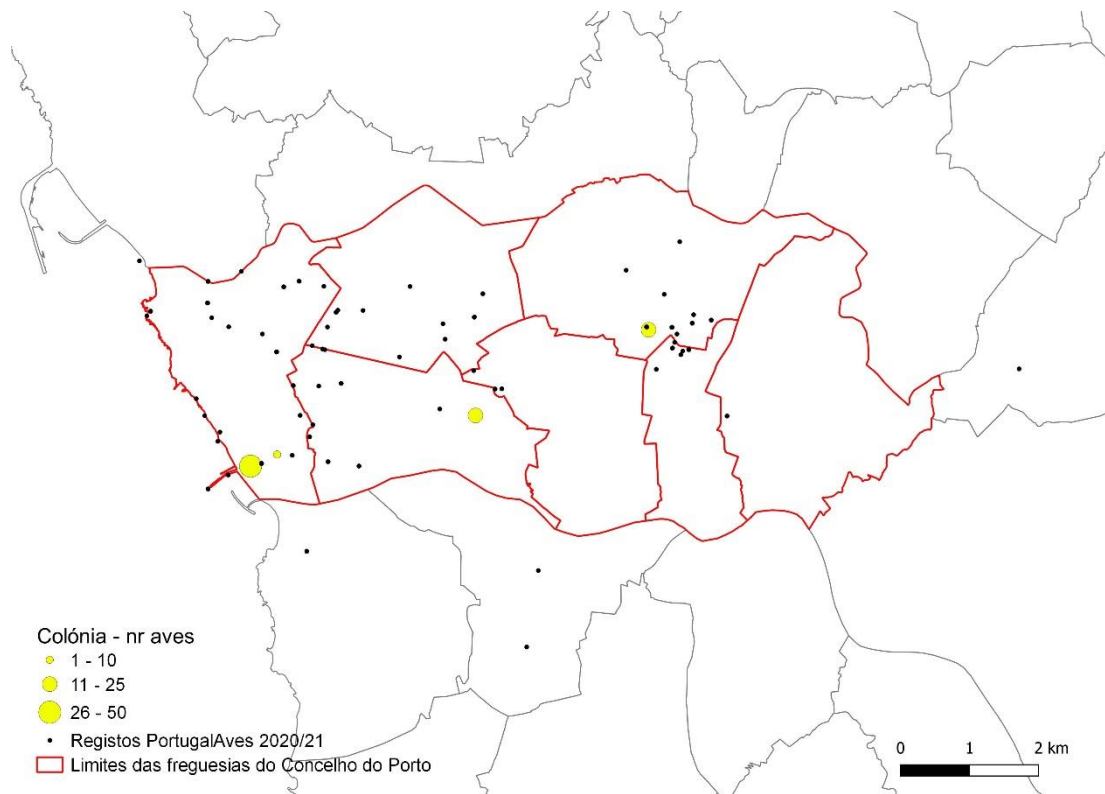 Colónia - nr aves
1 - 10
11 - 25
26 - 50
Registos PortugalAves 2020/21
Limites das freguesias do Concelho do Porto
0 1 2 km